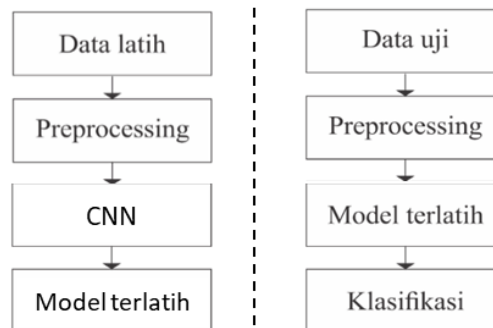 Data latih
Preprocessing
CNN
Model terlatih
Data uji
Preprocessing
Model terlatih
Klasifikasi